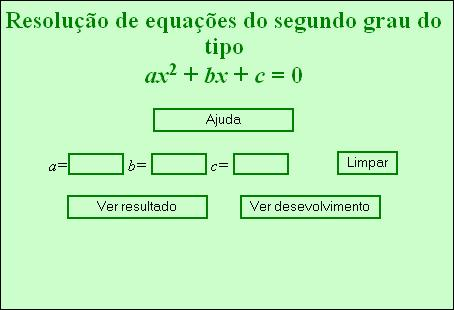 Resolução de equações do segundo grau do
tipo
ax² + bx + c = 0
Ajuda
a= b= c= Limpar
Ver resultado Ver desevolvimento